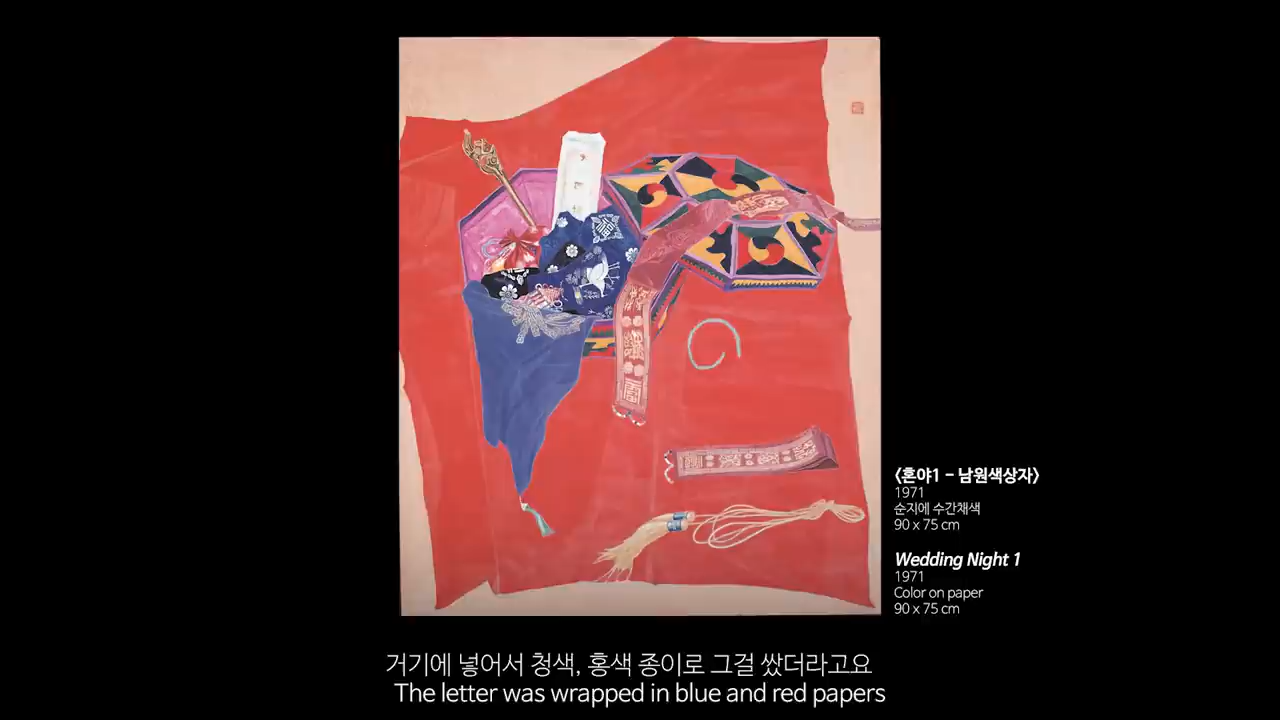 〈혼야1 - 남원색상자〉
1971
순지에 수간채색
90 x 75 cm
Wedding Night 1
1971
Color on paper
90 x 75 cm
거기에 넣어서 청색, 홍색 종이로 그걸 쌌더라고요
The letter was wrapped in blue and red papers